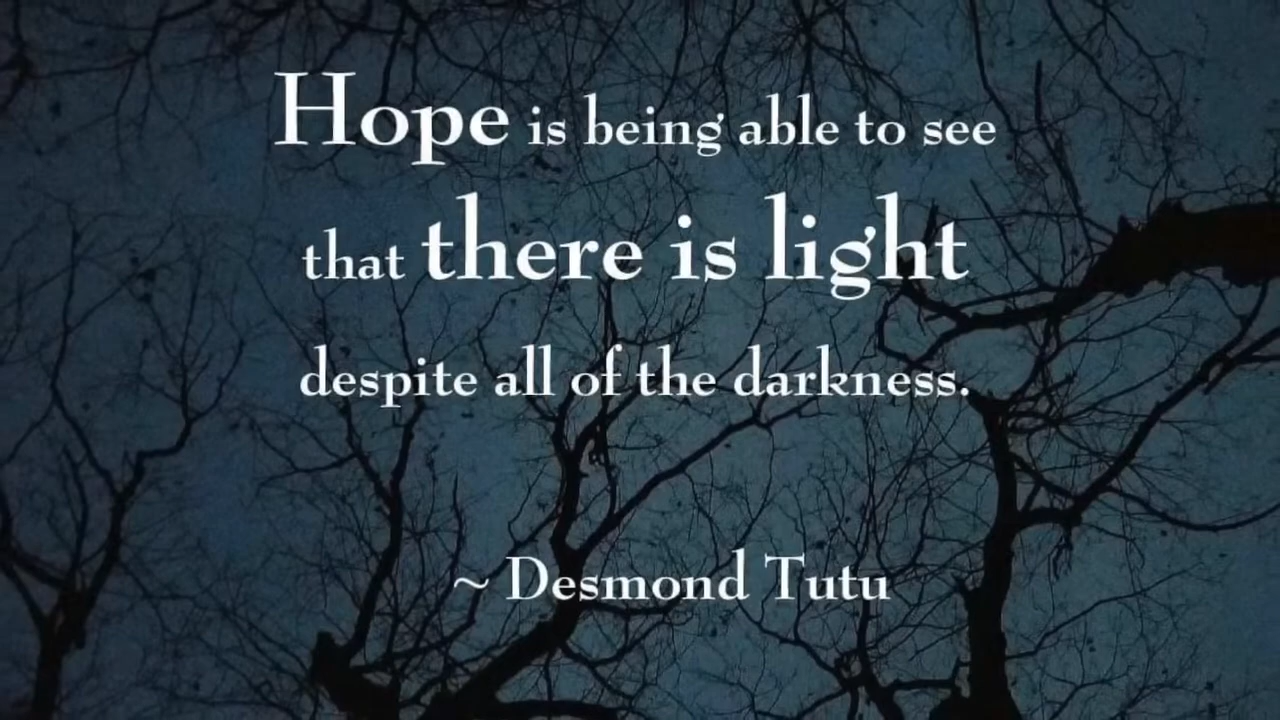 Hope is being able to see
that there is light
despite all of the darkness.
~ Desmond Tutu